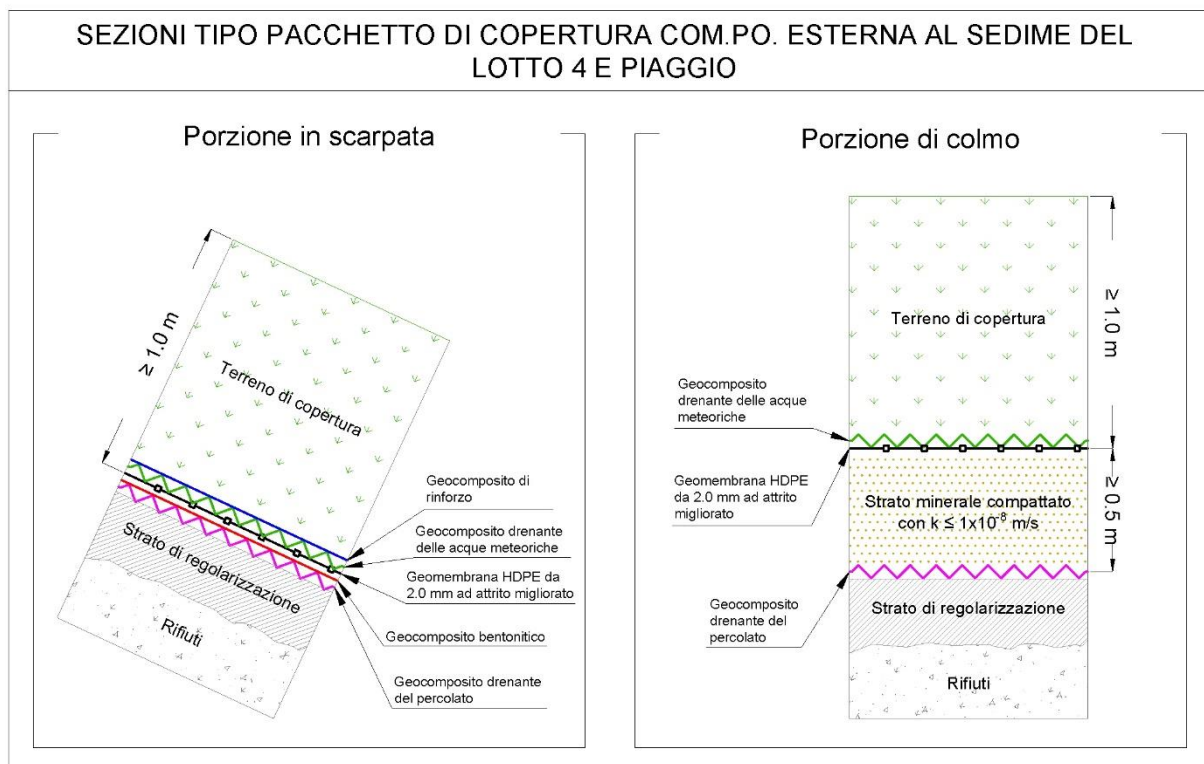 SEZIONI TIPO PACCHETTO DI COPERTURA COM.PO. ESTERNA AL SEDIME DEL
LOTTO 4 E PIAGGIO
Porzione in scarpata
≥ 1.0 m
Terreno di copertura
Strato di regolarizzazione
Rifiuti
Geocomposito di
rinforzo
Geocomposito drenante
delle acque meteoriche
Geomembrana HDPE da
2.0 mm ad attrito migliorato
Geocomposito bentonitico
Geocomposito drenante
del percolato
Porzione di colmo
Terreno di copertura
≥ 1.0 m
Geocomposito
drenante delle acque
meteoriche
Geomembrana HDPE
da 2.0 mm ad attrito
migliorato
Strato minerale compattato
con k ≤ 1x10⁻⁸ m/s
≥ 0.5 m
Geocomposito
drenante del
percolato
Strato di regolarizzazione
Rifiuti